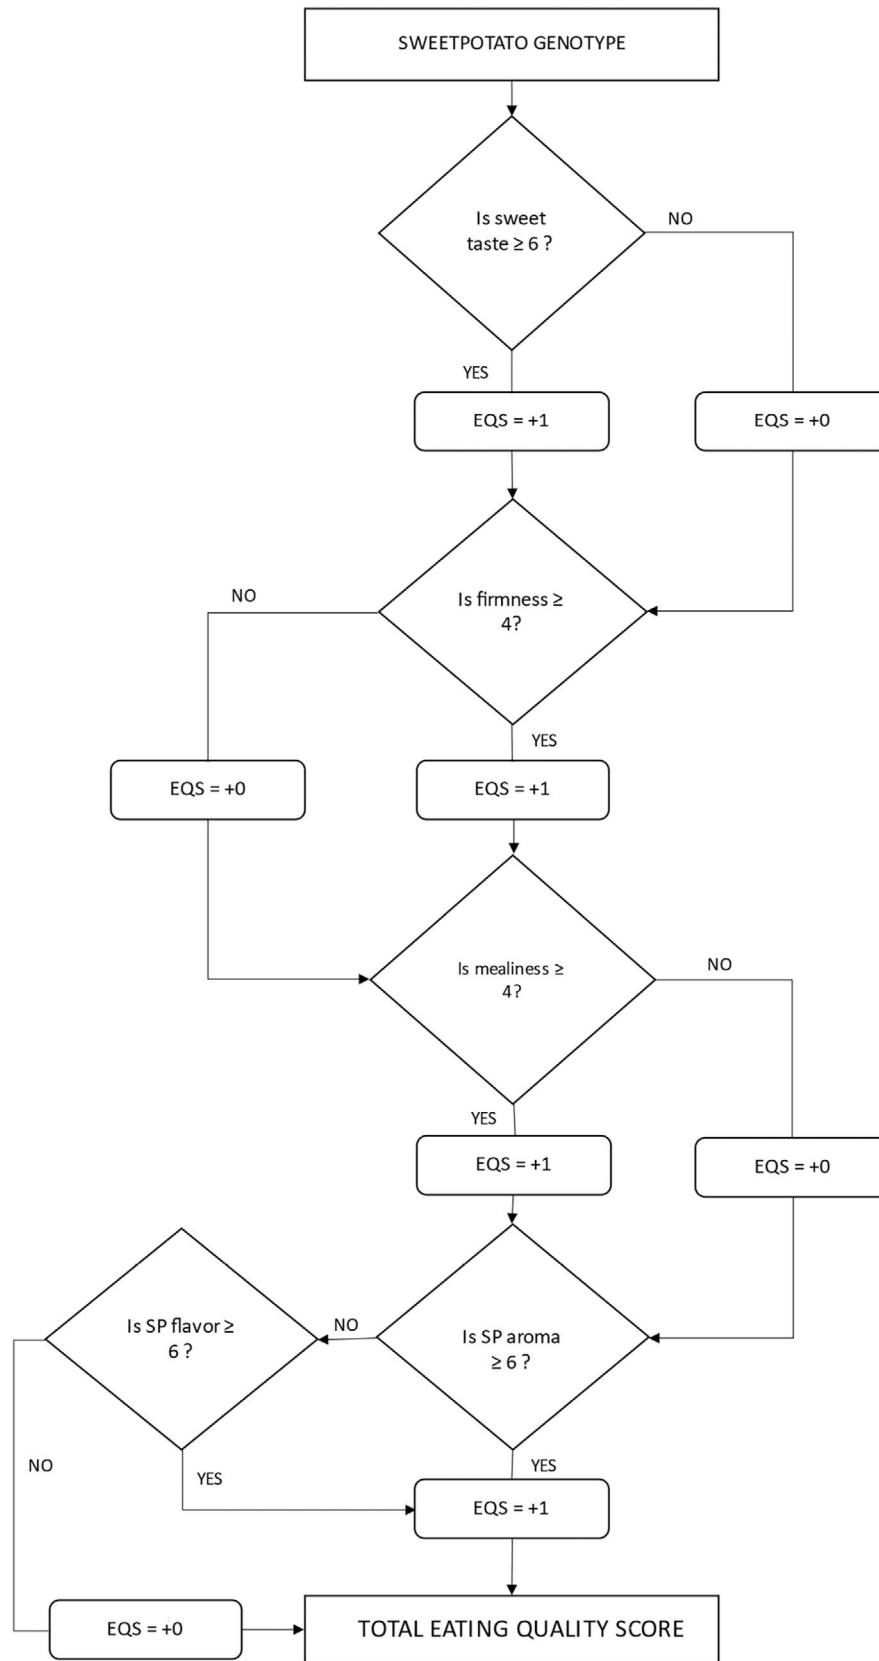 SWEETPOTATO GENOTYPE
Is sweet
taste ≥ 6 ?
NO
YES
EQS = +1
EQS = +0
Is firmness ≥
4?
NO
YES
EQS = +0
EQS = +1
Is mealiness ≥
4?
NO
YES
EQS = +1
EQS = +0
Is SP flavor ≥
6 ?
NO
Is SP aroma
≥ 6 ?
NO
YES
YES
EQS = +1
EQS = +0
TOTAL EATING QUALITY SCORE